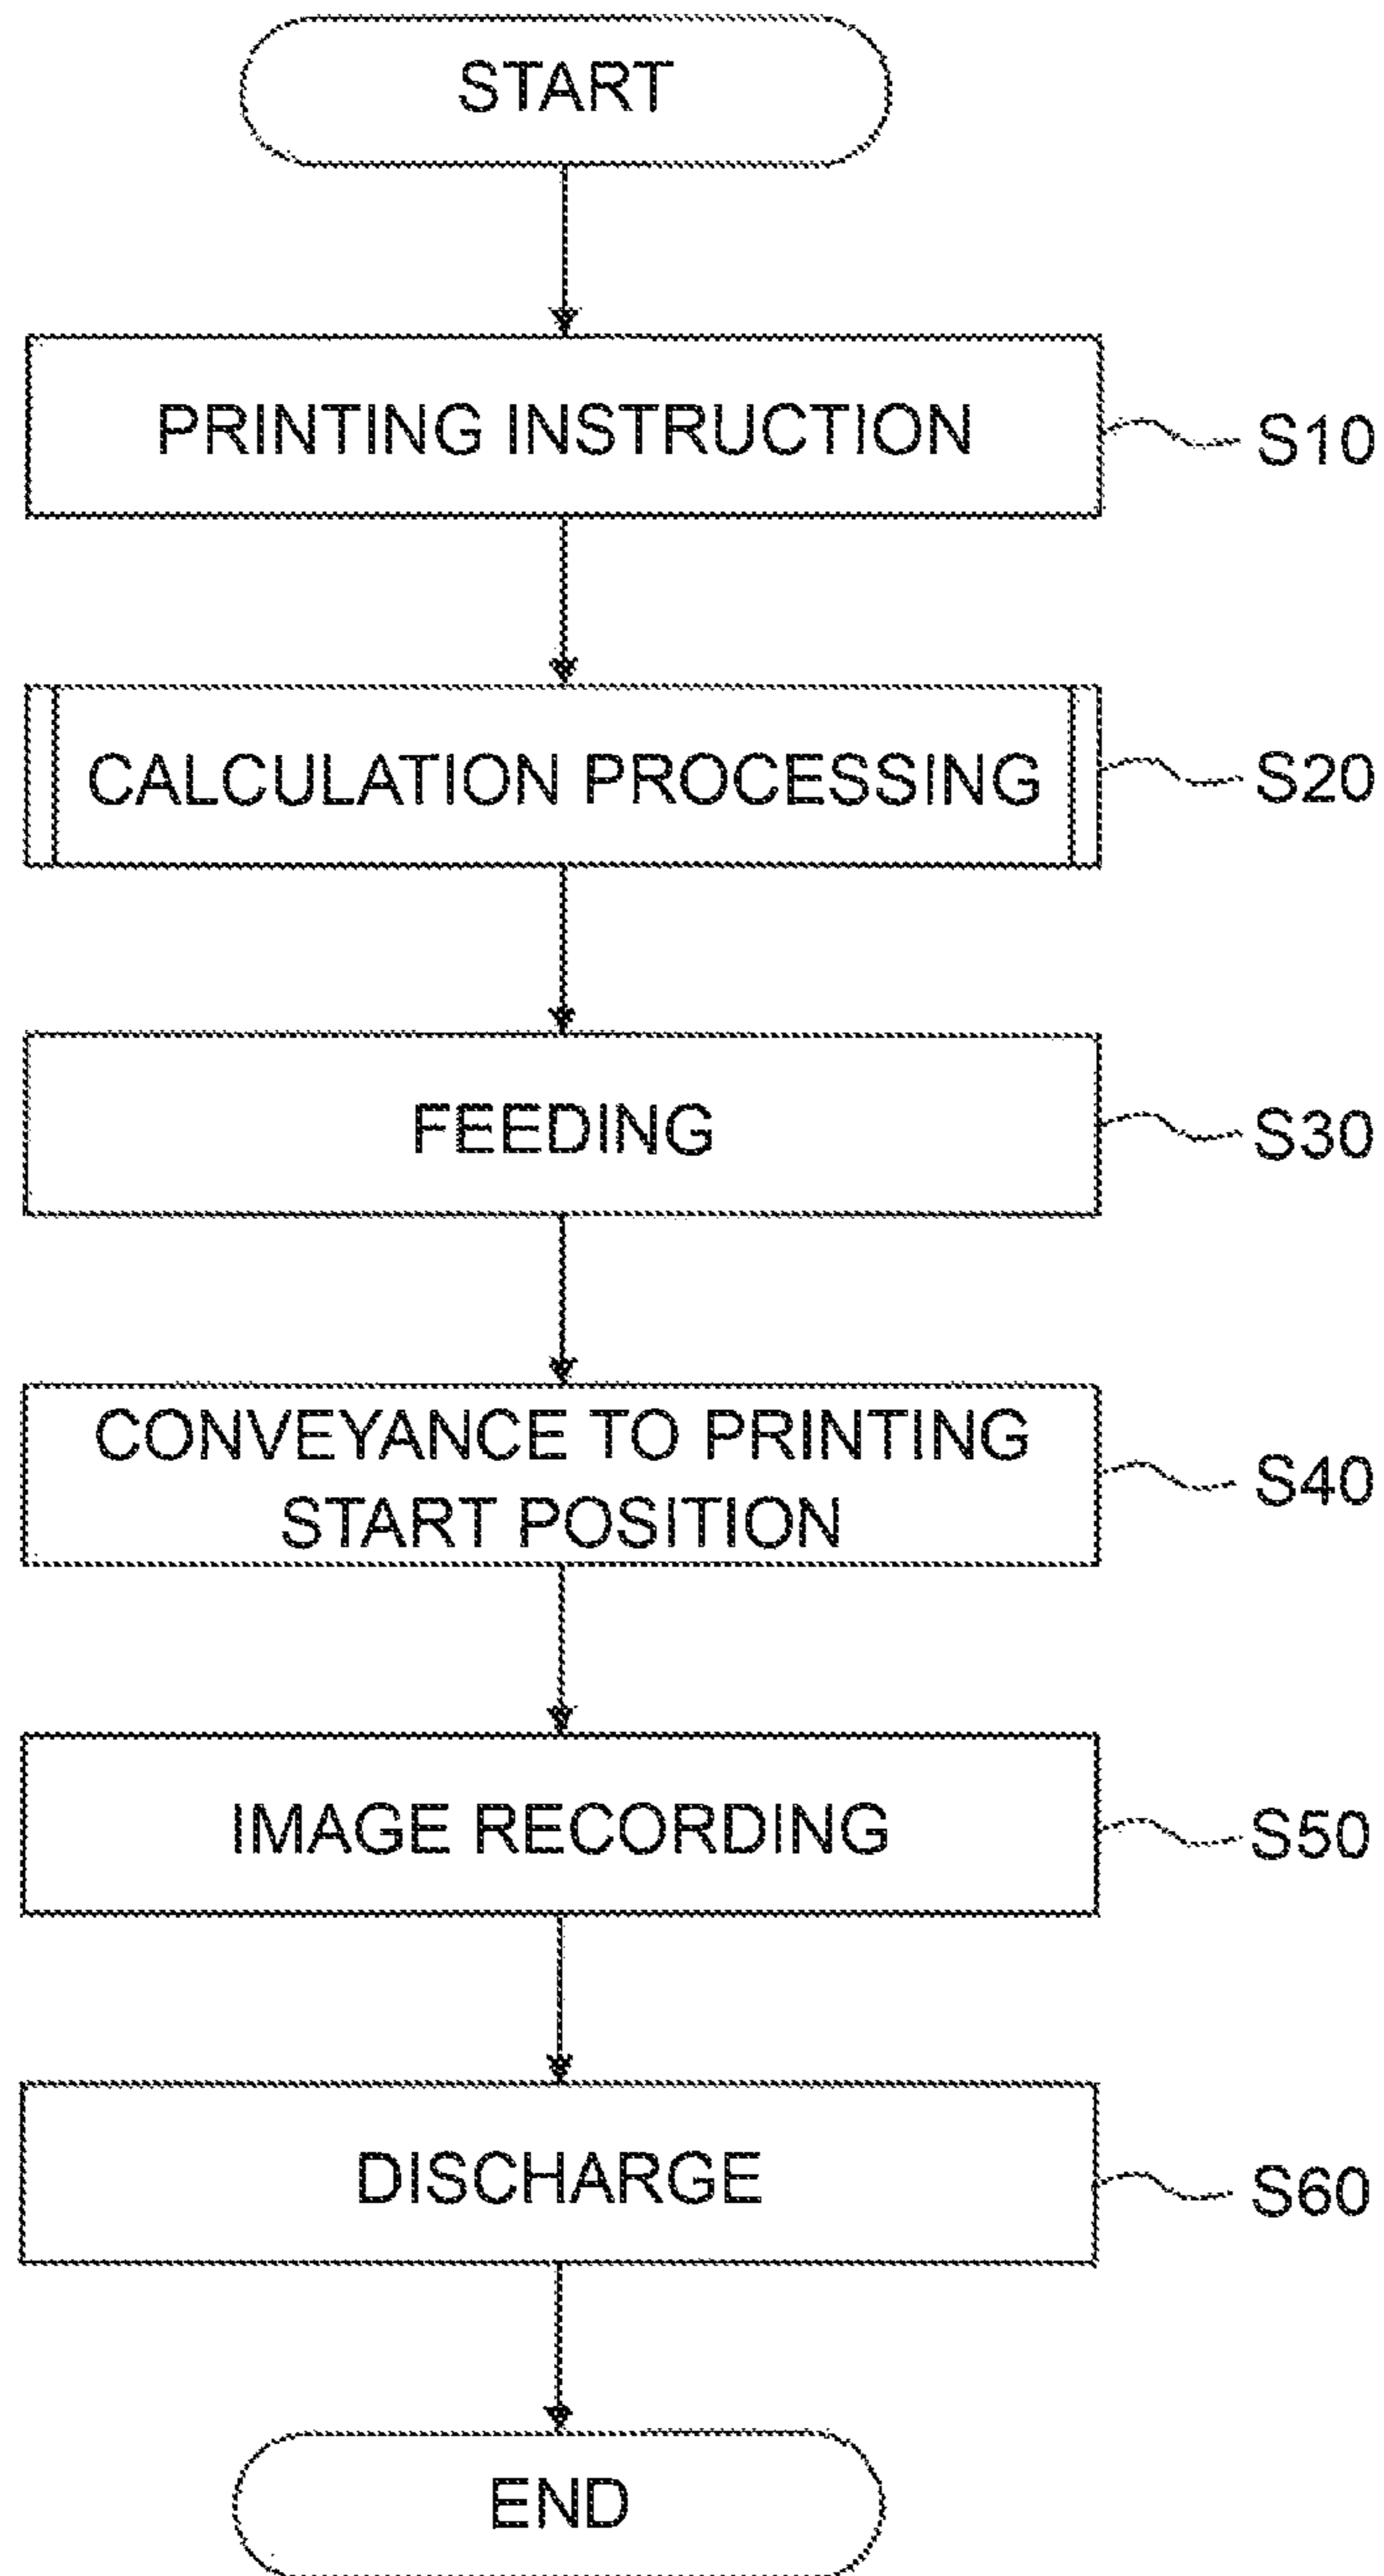 START
PRINTING INSTRUCTION
S10
CALCULATION PROCESSING
S20
FEEDING
S30
CONVEYANCE TO PRINTING
START POSITION
S40
IMAGE RECORDING
S50
DISCHARGE
S60
END